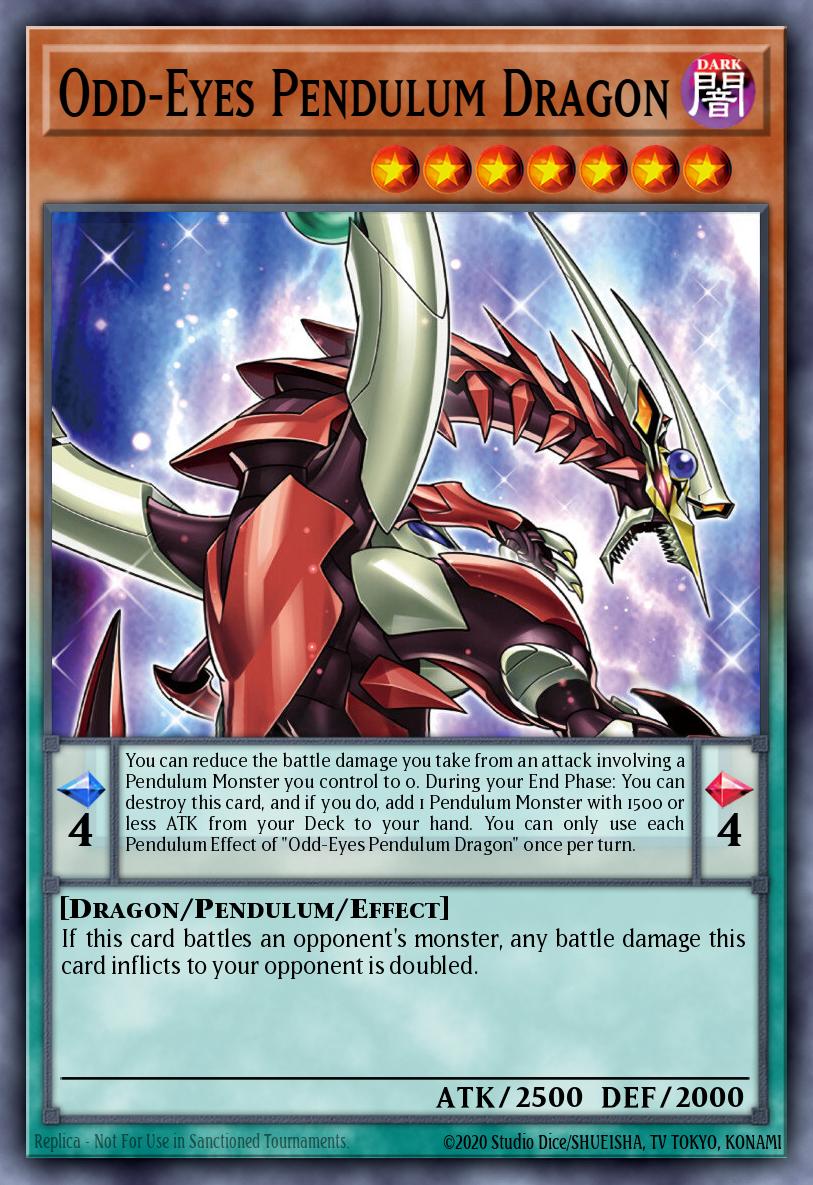 Odd-Eyes Pendulum Dragon
DARK
闇
You can reduce the battle damage you take from an attack involving a
Pendulum Monster you control to 0. During your End Phase: You can
destroy this card, and if you do, add 1 Pendulum Monster with 1500 or
less ATK from your Deck to your hand. You can only use each
Pendulum Effect of "Odd-Eyes Pendulum Dragon" once per turn.
4
4
[Dragon/Pendulum/Effect]
If this card battles an opponent's monster, any battle damage this
card inflicts to your opponent is doubled.
ATK/2500 DEF/2000
Replica - Not For Use in Sanctioned Tournaments.
©2020 Studio Dice/SHUEISHA, TV TOKYO, KONAMI